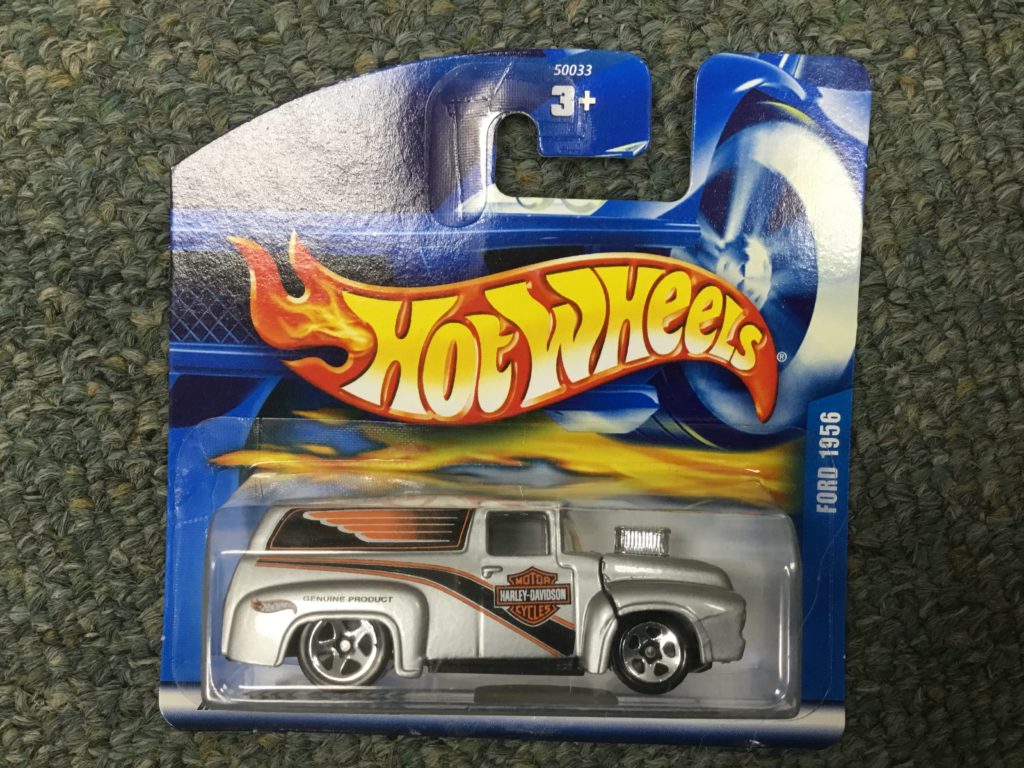 50033
3+
HOT WHEELS®
FORD 1956
MOTOR
HARLEY-DAVIDSON
CYCLES
GENUINE PRODUCT